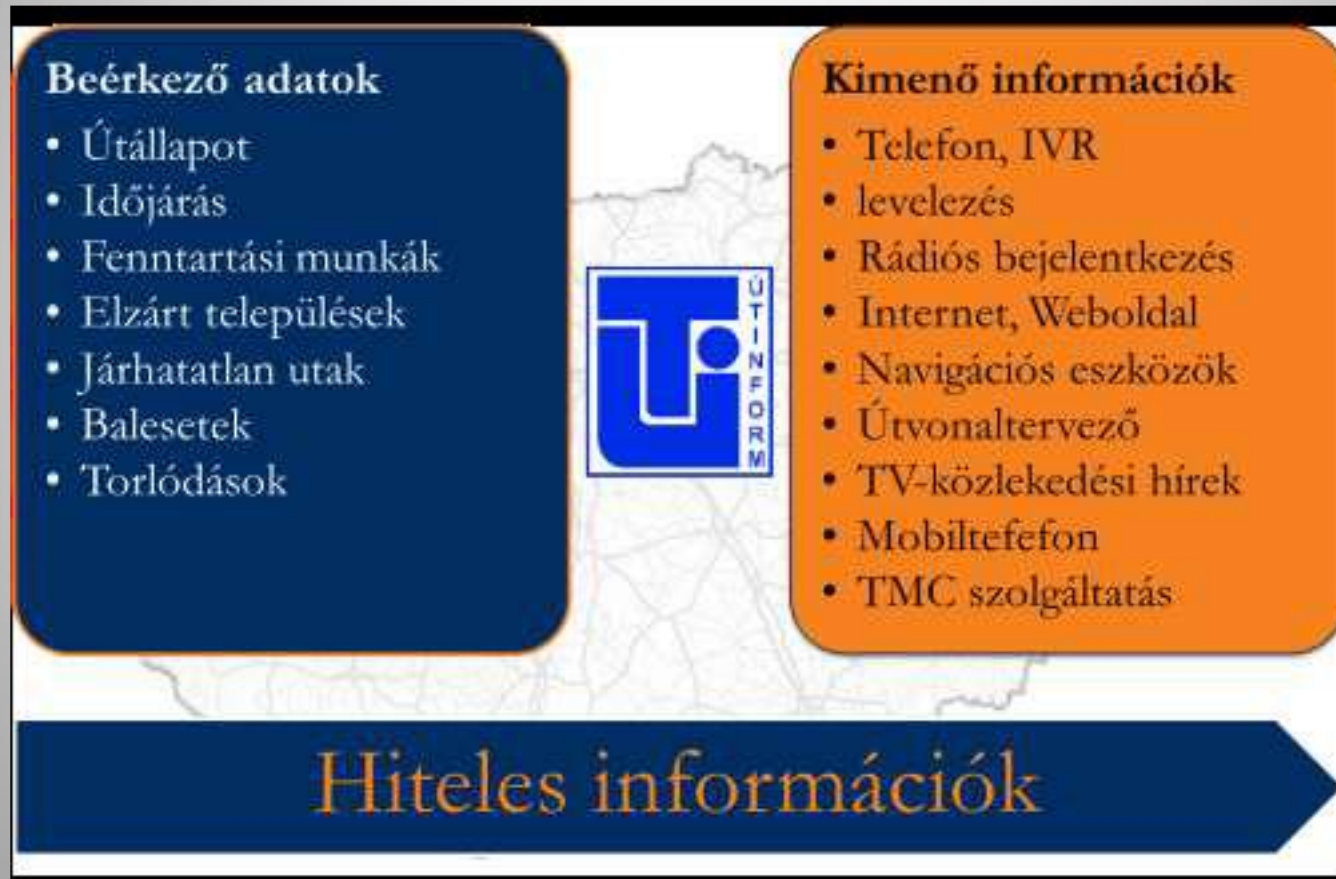 Beérkező adatok
• Útállapot
• Időjárás
• Fenntartási munkák
• Elzárt települések
• Járhatatlan utak
• Balesetek
• Torlódások
ÚTINFORM
Kimenő információk
• Telefon, IVR
• levelezés
• Rádiós bejelentkezés
• Internet, Weboldal
• Navigációs eszközök
• Útvonaltervező
• TV-közlekedési hírek
• Mobiltefefon
• TMC szolgáltatás
Hiteles információk